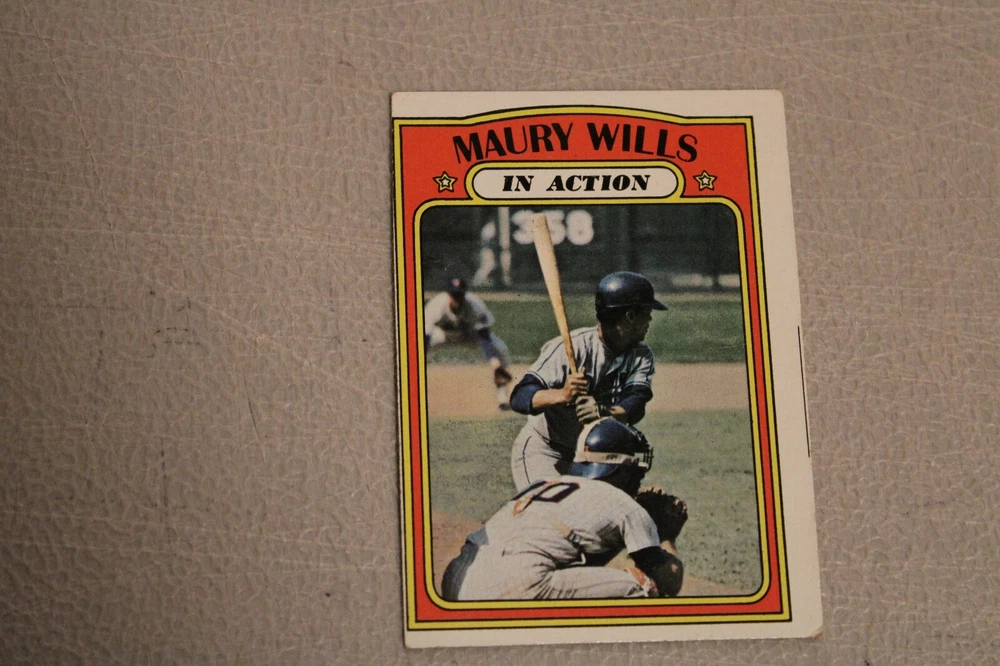 MAURY WILLS
IN ACTION
358